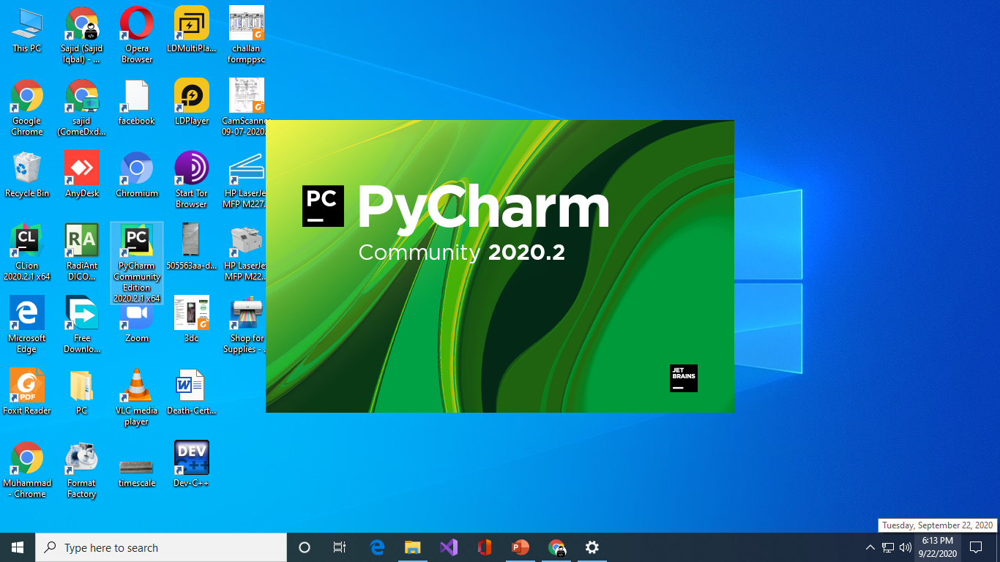 This PC
Sajid (Sajid
Iqbal) - ...
Opera
Browser
LDMultiPla...
challan
formppsc
Google
Chrome
sajid
(ComeDxd...
facebook
LDPlayer
CamScanner
09-07-2020.
Recycle Bin
AnyDesk
Chromium
Start Tor
Browser
HP LaserJe
MFP M227.
CL
CLion
2020.2.1 x64
RA
RadiAnt
DICO...
PC
PyCharm
Community
Edition
2020.2.1 x64
505563aa-d...
HP LaserJe
MFP M22..
Microsoft
Edge
Free
Downlo...
Zoom
3dc
Shop for
Supplies - .
PDF
Foxit Reader
PC
VLC media
player
W
Death-Cert...
Muhammad
- Chrome
Format
Factory
timescale
DEV
C++
Dev-C++
PC
PyCharm
Community 2020.2
JET
BRAINS
Tuesday, September 22, 2020
Type here to search
6:13 PM
9/22/2020